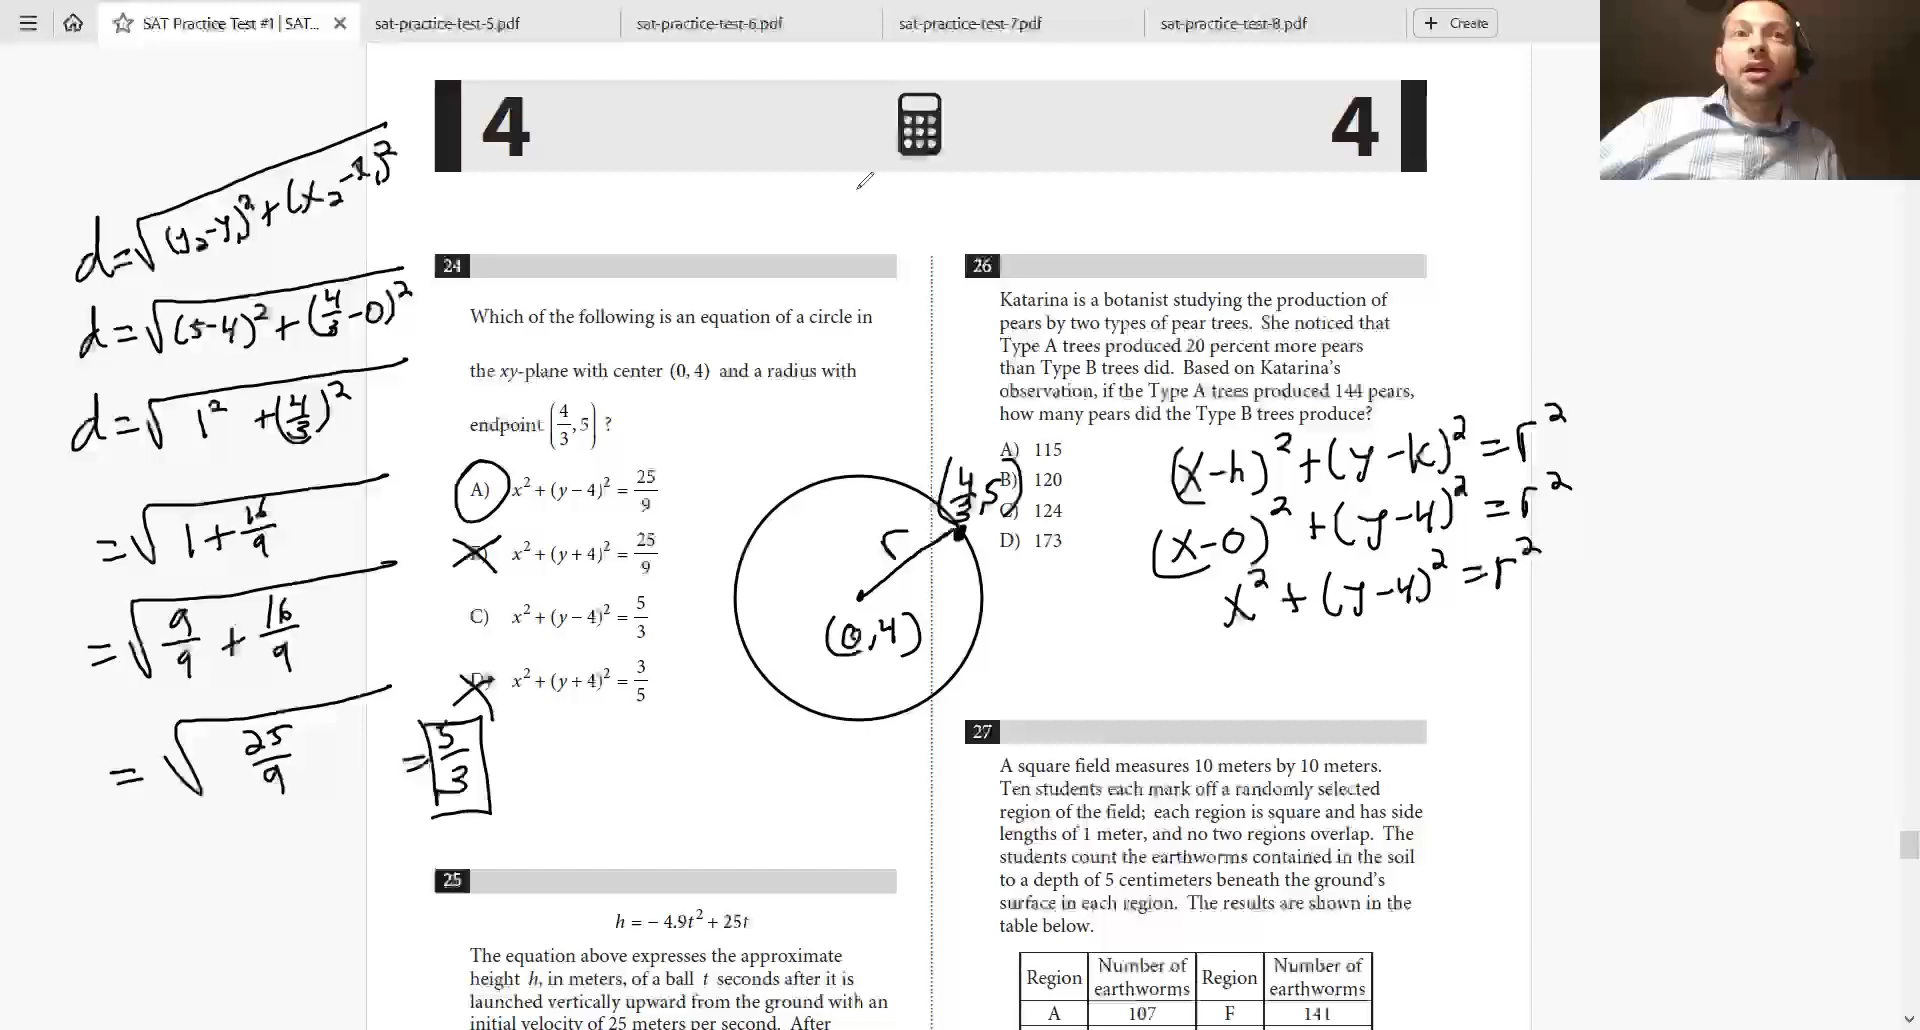 SAT Practice Test #1 | SAT...
sat-practice-test-5.pdf
sat-practice-test-6.pdf
sat-practice-test-7.pdf
sat-practice-test-8.pdf
+ Create
4
4
d=√(y₂-y₁)²+(x₂-x₁)²
d=√(5-4)²+(4/3-0)²
d=√1²+(4/3)²
=√1+16/9
=√9/9+16/9
=√25/9
=5/3
24
Which of the following is an equation of a circle in
the xy-plane with center (0, 4) and a radius with
endpoint (4/3, 5) ?
A) x² + (y − 4)² = 25/9
x² + (y + 4)² = 25/9
C) x² + (y − 4)² = 5/3
D) x² + (y + 4)² = 3/5
r
(4/3,5)
(0,4)
25
h = − 4.9t² + 25t
The equation above expresses the approximate
height h, in meters, of a ball t seconds after it is
launched vertically upward from the ground with an
initial velocity of 25 meters per second. After
26
Katarina is a botanist studying the production of
pears by two types of pear trees. She noticed that
Type A trees produced 20 percent more pears
than Type B trees did. Based on Katarina's
observation, if the Type A trees produced 144 pears,
how many pears did the Type B trees produce?
A) 115
B) 120
C) 124
D) 173
(x-h)²+(y-k)²=r²
(x-0)²+(y-4)²=r²
x²+(y-4)²=r²
27
A square field measures 10 meters by 10 meters.
Ten students each mark off a randomly selected
region of the field; each region is square and has side
lengths of 1 meter, and no two regions overlap. The
students count the earthworms contained in the soil
to a depth of 5 centimeters beneath the ground's
surface in each region. The results are shown in the
table below.
Region Number of earthworms Region Number of earthworms
A 107 F 141